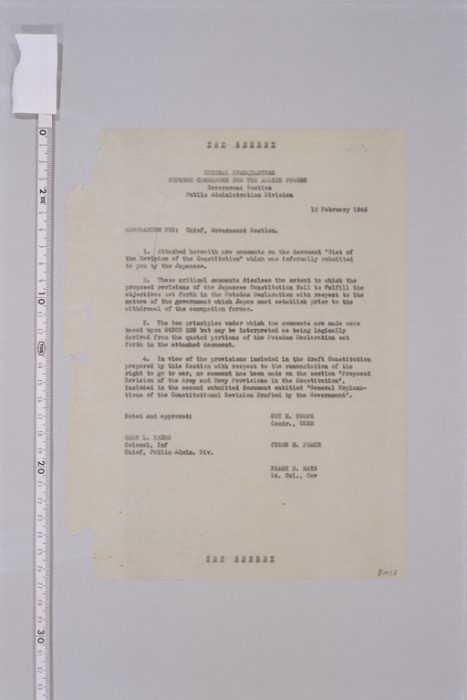 TOP SECRET
GENERAL HEADQUARTERS
SUPREME COMMANDER FOR THE ALLIED POWERS
Government Section
Public Administration Division
12 February 1946
MEMORANDUM FOR: Chief, Government Section.
1. Attached herewith are comments on the document "Gist of
the Revision of the Constitution" which was informally submitted
to you by the Japanese.
2. These critical comments disclose the extent to which the
proposed revisions of the Japanese Constitution fail to fulfill the
objectives set forth in the Potsdam Declaration with respect to the
nature of the government which Japan must establish prior to the
withdrawal of the occupation forces.
3. The ten principles under which the comments are made were
based upon SWNCC 228 but may be interpreted as being logically
derived from the quoted portions of the Potsdam Declaration set
forth in the attached document.
4. In view of the provisions included in the draft Constitution
prepared by this Section with respect to the renunciation of the
right to go to war, no comment has been made on the section "Proposed
Revision of the Army and Navy Provisions in the Constitution",
included in the second submitted document entitled "General Explana-
tions of the Constitutional Revision Drafted by the Government".
Noted and approved:
GUY J. SWOPE
Comdr., USNR
CHAS L. KADES
Colonel, Inf
Chief, Public Admin. Div.
CYRUS H. PEAKE
FRANK E. HAYS
Lt. Col., Cav
TOP SECRET
0
10
20
30